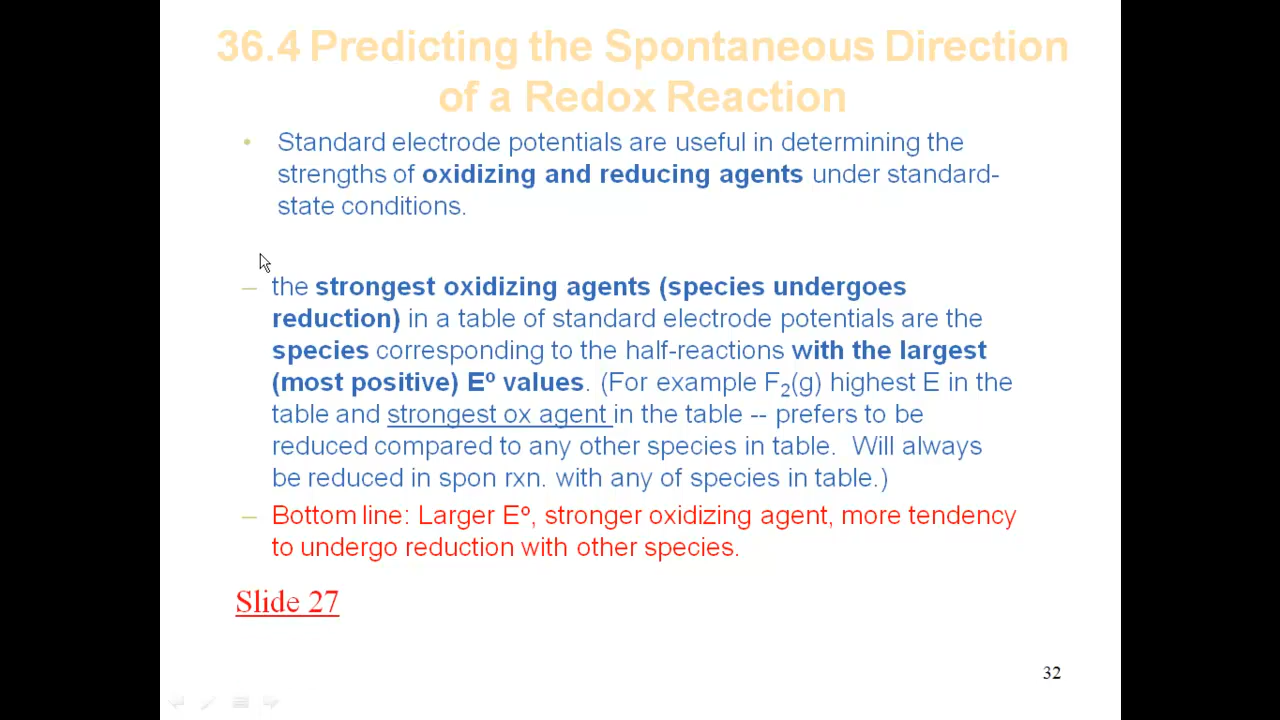 36.4 Predicting the Spontaneous Direction
of a Redox Reaction
• Standard electrode potentials are useful in determining the
strengths of oxidizing and reducing agents under standard-
state conditions.
– the strongest oxidizing agents (species undergoes
reduction) in a table of standard electrode potentials are the
species corresponding to the half-reactions with the largest
(most positive) Eº values. (For example F₂(g) highest E in the
table and strongest ox agent in the table -- prefers to be
reduced compared to any other species in table. Will always
be reduced in spon rxn. with any of species in table.)
– Bottom line: Larger Eº, stronger oxidizing agent, more tendency
to undergo reduction with other species.
Slide 27
32